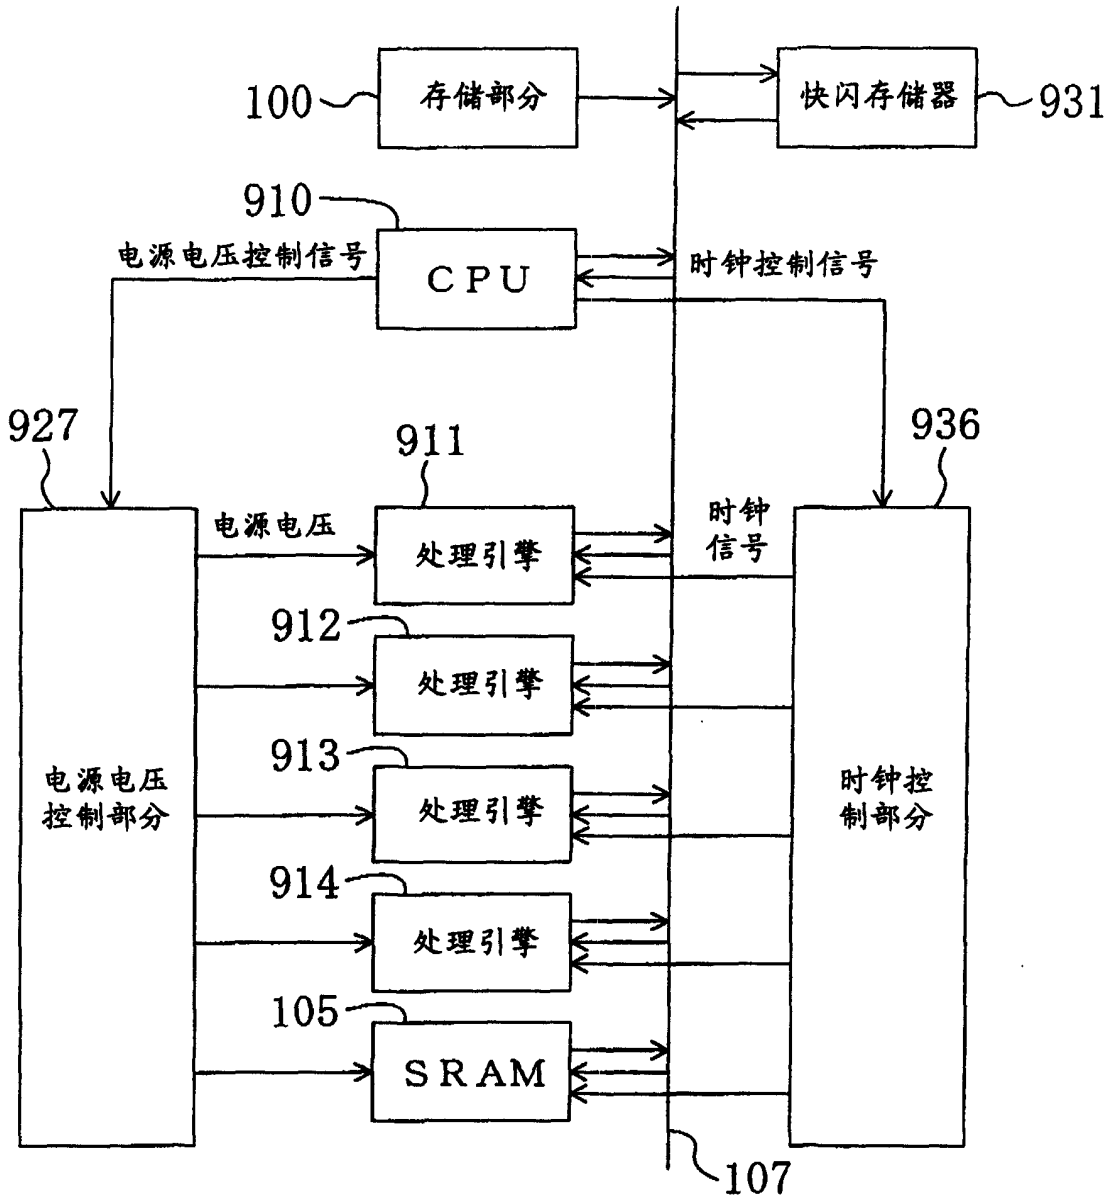 100
存储部分
快闪存储器
931
910
电源电压控制信号
CPU
时钟控制信号
927
911
936
电源电压
处理引擎
时钟
信号
912
处理引擎
913
处理引擎
电源电压
控制部分
时钟控
制部分
914
处理引擎
105
SRAM
107